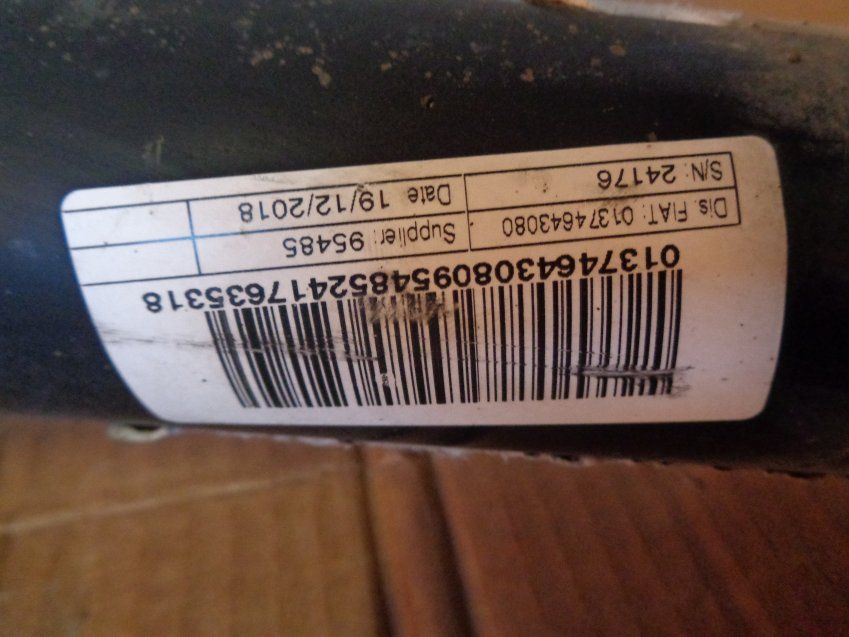 01374643080954852417635318
Dis. FIAT: 01374643080 Supplier: 95485
S/N: 24176 Date 19/12/2018